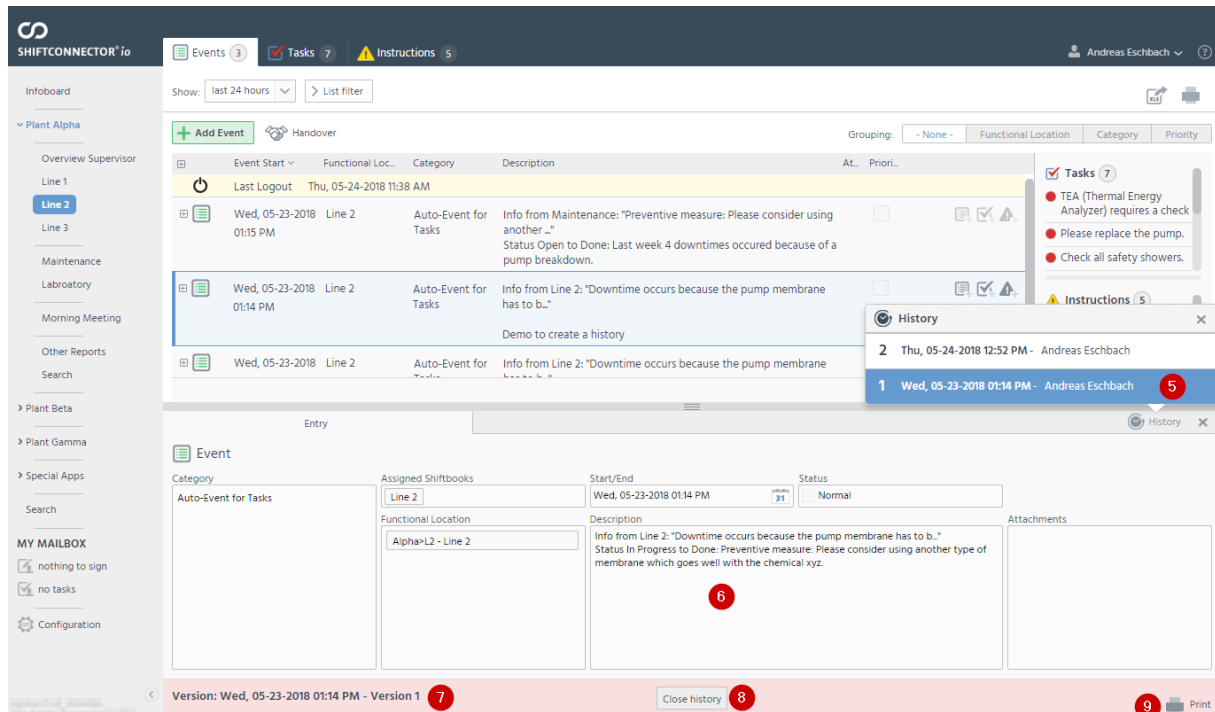 SHIFTCONNECTOR® io
Events 3
Tasks 7
Instructions 5
Andreas Eschbach
?
Infoboard
Plant Alpha
Overview Supervisor
Line 1
Line 2
Line 3
Maintenance
Labroatory
Morning Meeting
Other Reports
Search
Plant Beta
Plant Gamma
Special Apps
Search
MY MAILBOX
nothing to sign
no tasks
Configuration
Show: last 24 hours
List filter
XLS
Add Event
Handover
Grouping: - None - Functional Location Category Priority
Event Start Functional Loc... Category Description At... Priori...
Last Logout Thu, 05-24-2018 11:38 AM
Wed, 05-23-2018 Line 2 Auto-Event for Info from Maintenance: "Preventive measure: Please consider using
01:15 PM Tasks another ..."
Status Open to Done: Last week 4 downtimes occured because of a
pump breakdown.
Wed, 05-23-2018 Line 2 Auto-Event for Info from Line 2: "Downtime occurs because the pump membrane
01:14 PM Tasks has to b..."
Demo to create a history
Wed, 05-23-2018 Line 2 Auto-Event for Info from Line 2: "Downtime occurs because the pump membrane
Tasks (7)
TEA (Thermal Energy
Analyzer) requires a check
Please replace the pump.
Check all safety showers.
Instructions 5
History
2 Thu, 05-24-2018 12:52 PM - Andreas Eschbach
1 Wed, 05-23-2018 01:14 PM - Andreas Eschbach 5
Entry
History
Event
Category
Auto-Event for Tasks
Assigned Shiftbooks
Line 2
Start/End
Wed, 05-23-2018 01:14 PM
31
Status
Normal
Functional Location
Alpha>L2 - Line 2
Description
Info from Line 2: "Downtime occurs because the pump membrane has to b..."
Status In Progress to Done: Preventive measure: Please consider using another type of
membrane which goes well with the chemical xyz.
6
Attachments
Version: Wed, 05-23-2018 01:14 PM - Version 1 7
Close history 8
9 Print